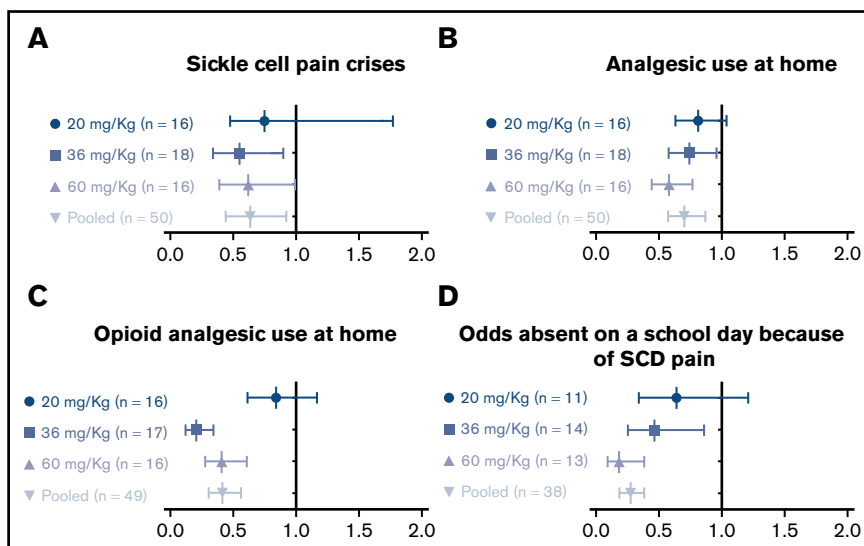 A
Sickle cell pain crises
20 mg/Kg (n = 16)
36 mg/Kg (n = 18)
60 mg/Kg (n = 16)
Pooled (n = 50)
0.0 0.5 1.0 1.5 2.0
B
Analgesic use at home
20 mg/Kg (n = 16)
36 mg/Kg (n = 18)
60 mg/Kg (n = 16)
Pooled (n = 50)
0.0 0.5 1.0 1.5 2.0
C
Opioid analgesic use at home
20 mg/Kg (n = 16)
36 mg/Kg (n = 17)
60 mg/Kg (n = 16)
Pooled (n = 49)
0.0 0.5 1.0 1.5 2.0
D
Odds absent on a school day because
of SCD pain
20 mg/Kg (n = 11)
36 mg/Kg (n = 14)
60 mg/Kg (n = 13)
Pooled (n = 38)
0.0 0.5 1.0 1.5 2.0